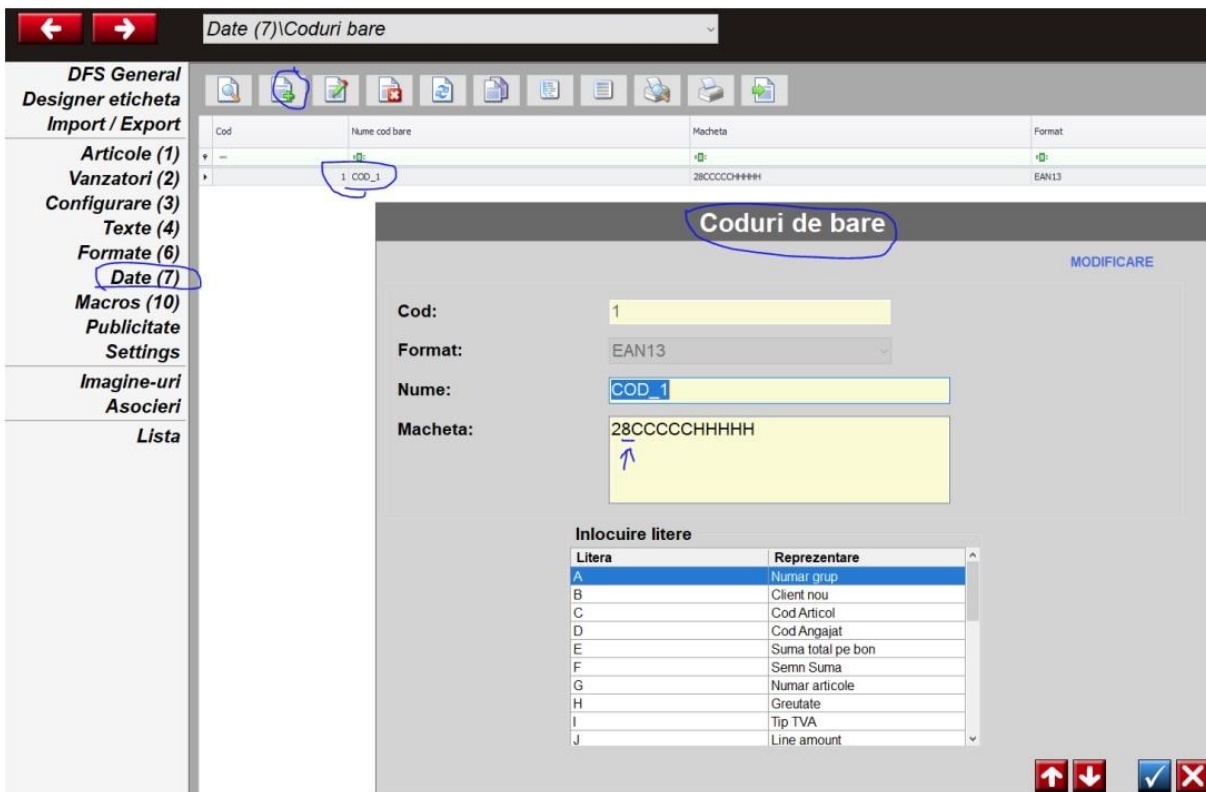 Date (7)\Coduri bare
DFS General
Designer eticheta
Import / Export
Articole (1)
Vanzatori (2)
Configurare (3)
Texte (4)
Formate (6)
Date (7)
Macros (10)
Publicitate
Settings
Imagine-uri
Asocieri
Lista
Cod Nume cod bare Macheta Format
1 COD_1 28CCCCCHHHHH EAN13
Coduri de bare
MODIFICARE
Cod: 1
Format: EAN13
Nume: COD_1
Macheta: 28CCCCCHHHHH
Inlocuire litere
Litera Reprezentare
A Numar grup
B Client nou
C Cod Articol
D Cod Angajat
E Suma total pe bon
F Semn Suma
G Numar articole
H Greutate
I Tip TVA
J Line amount